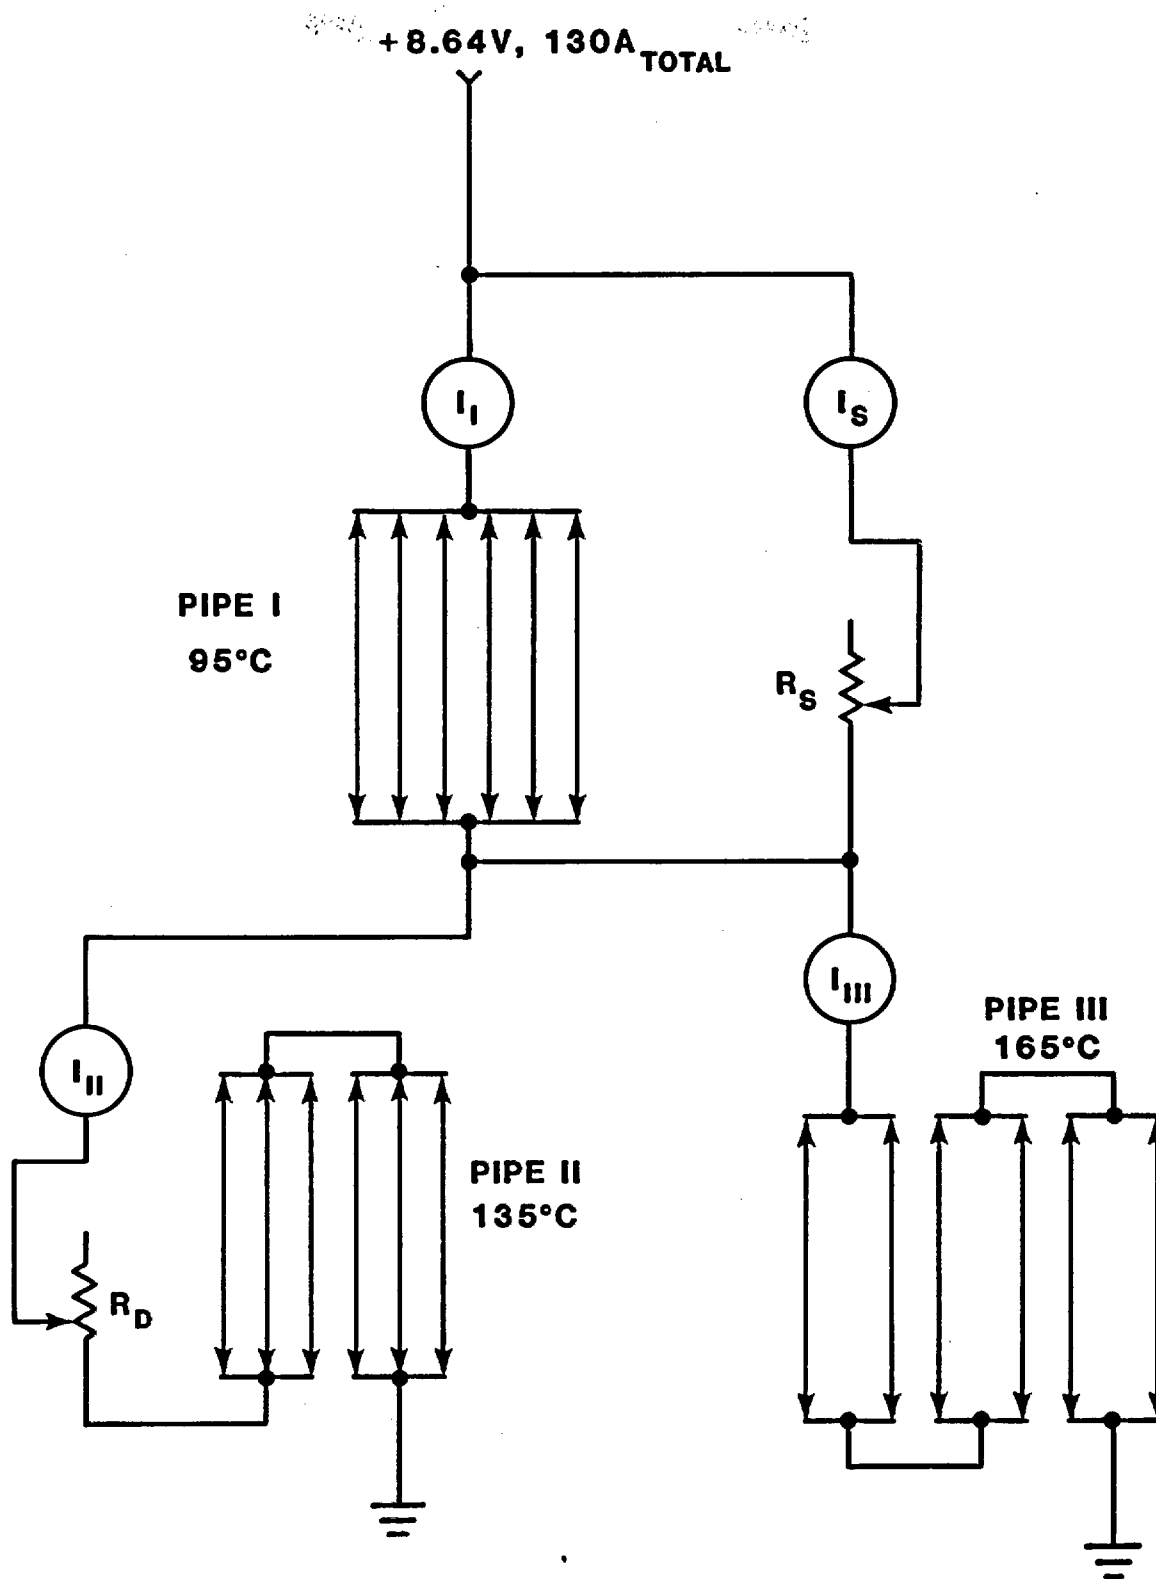 +8.64V, 130A TOTAL
I I
I S
PIPE I
95°C
R S
I III
PIPE III
165°C
I II
PIPE II
135°C
R D